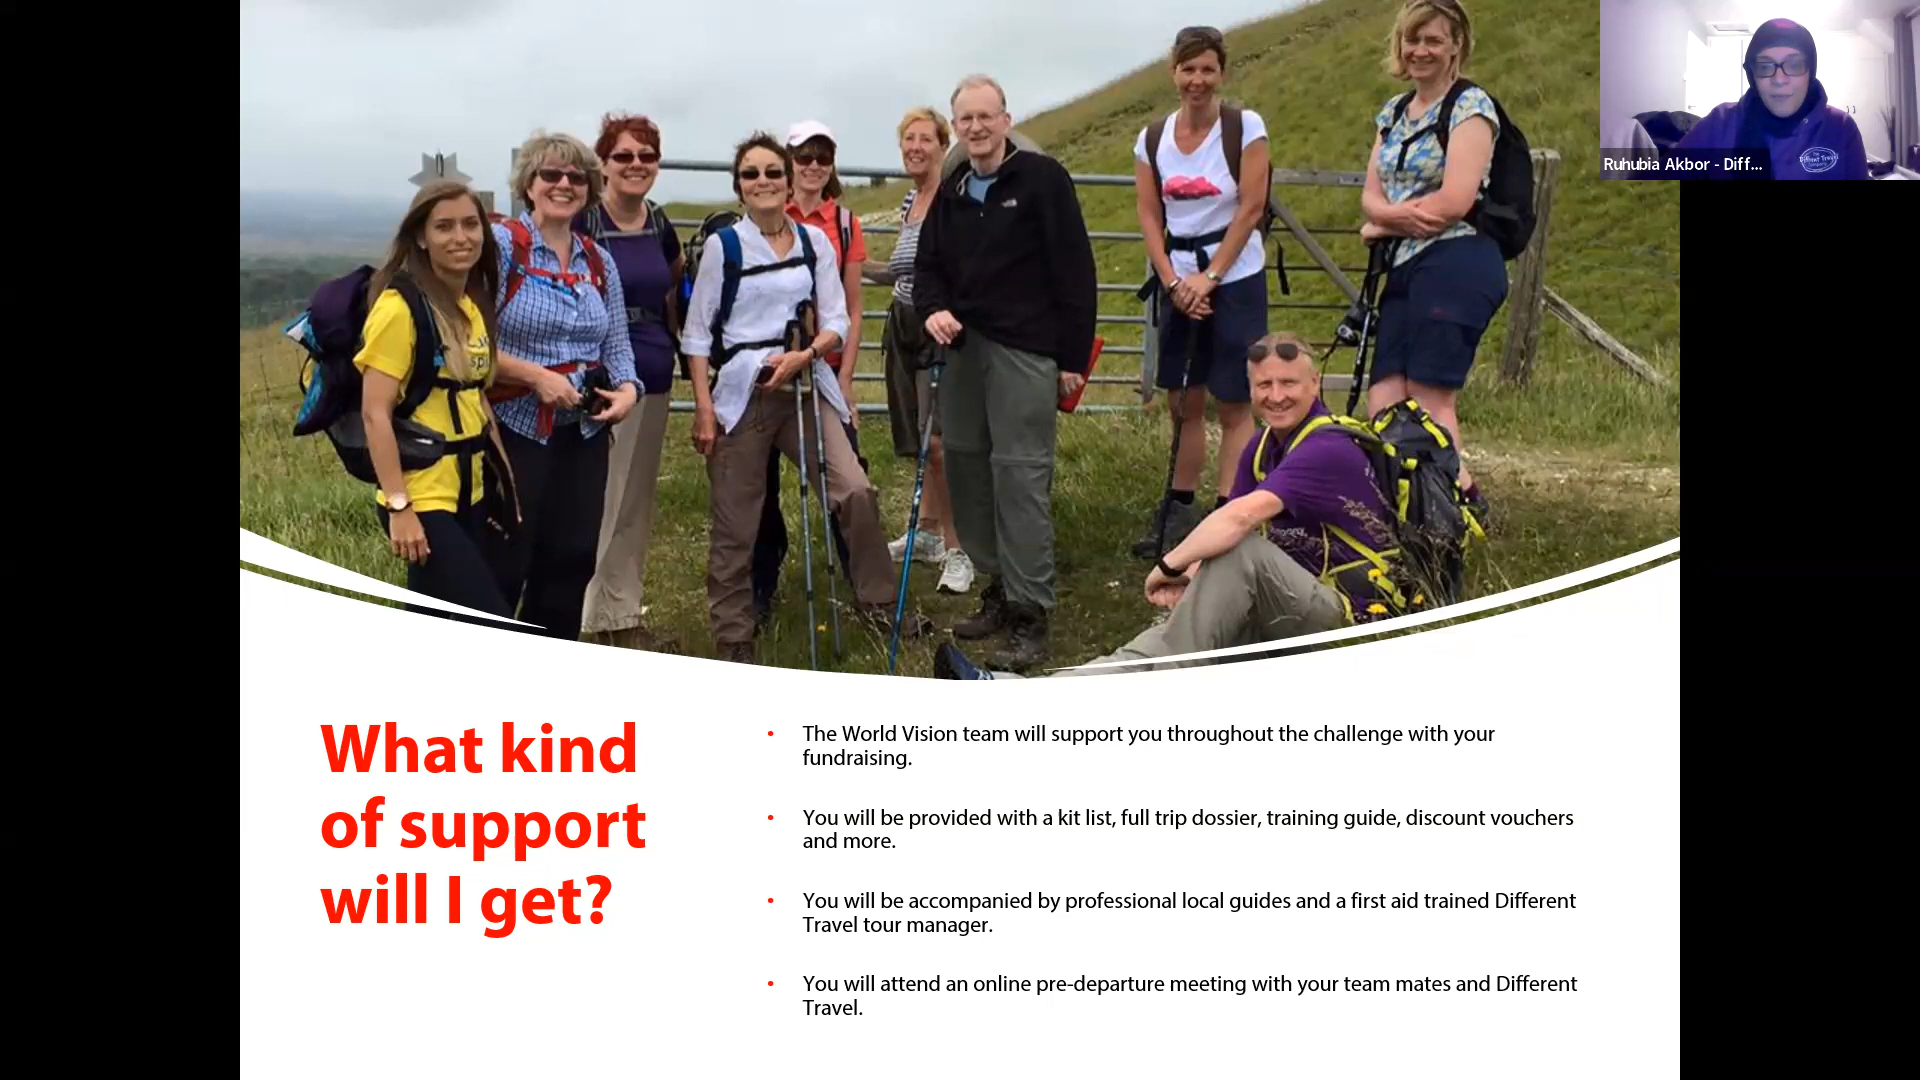 Ruhubia Akbor - Diff...
What kind
of support
will I get?
• The World Vision team will support you throughout the challenge with your
fundraising.
• You will be provided with a kit list, full trip dossier, training guide, discount vouchers
and more.
• You will be accompanied by professional local guides and a first aid trained Different
Travel tour manager.
• You will attend an online pre-departure meeting with your team mates and Different
Travel.